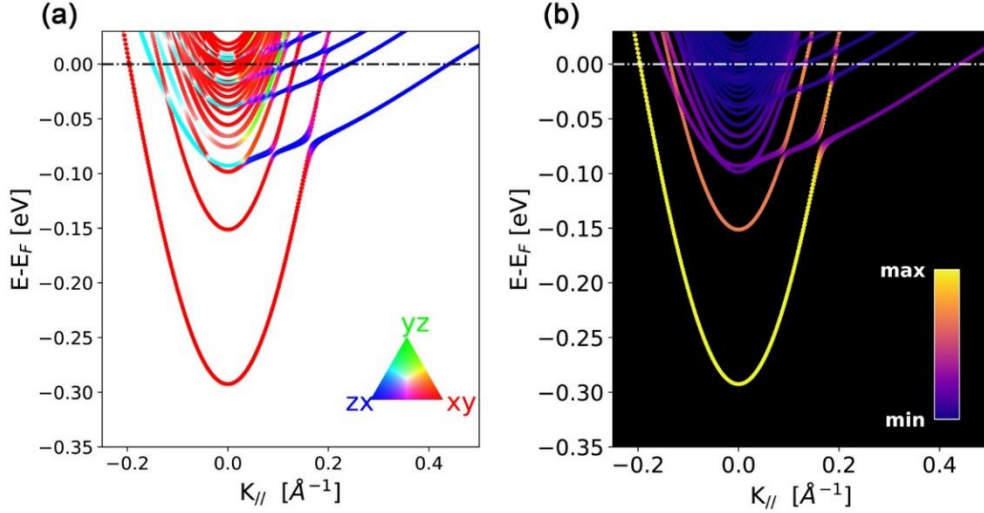 (a)
0.00
−0.05
−0.10
−0.15
−0.20
−0.25
−0.30
−0.35
E-E_F [eV]
yz
zx
xy
−0.2
0.0
0.2
0.4
K_// [Å⁻¹]
(b)
0.00
−0.05
−0.10
−0.15
−0.20
−0.25
−0.30
−0.35
E-E_F [eV]
max
min
−0.2
0.0
0.2
0.4
K_// [Å⁻¹]